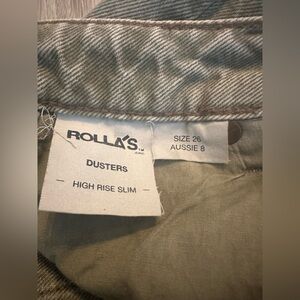 ROLLA'S
DUSTERS
— HIGH RISE SLIM —
SIZE 26
AUSSIE 8